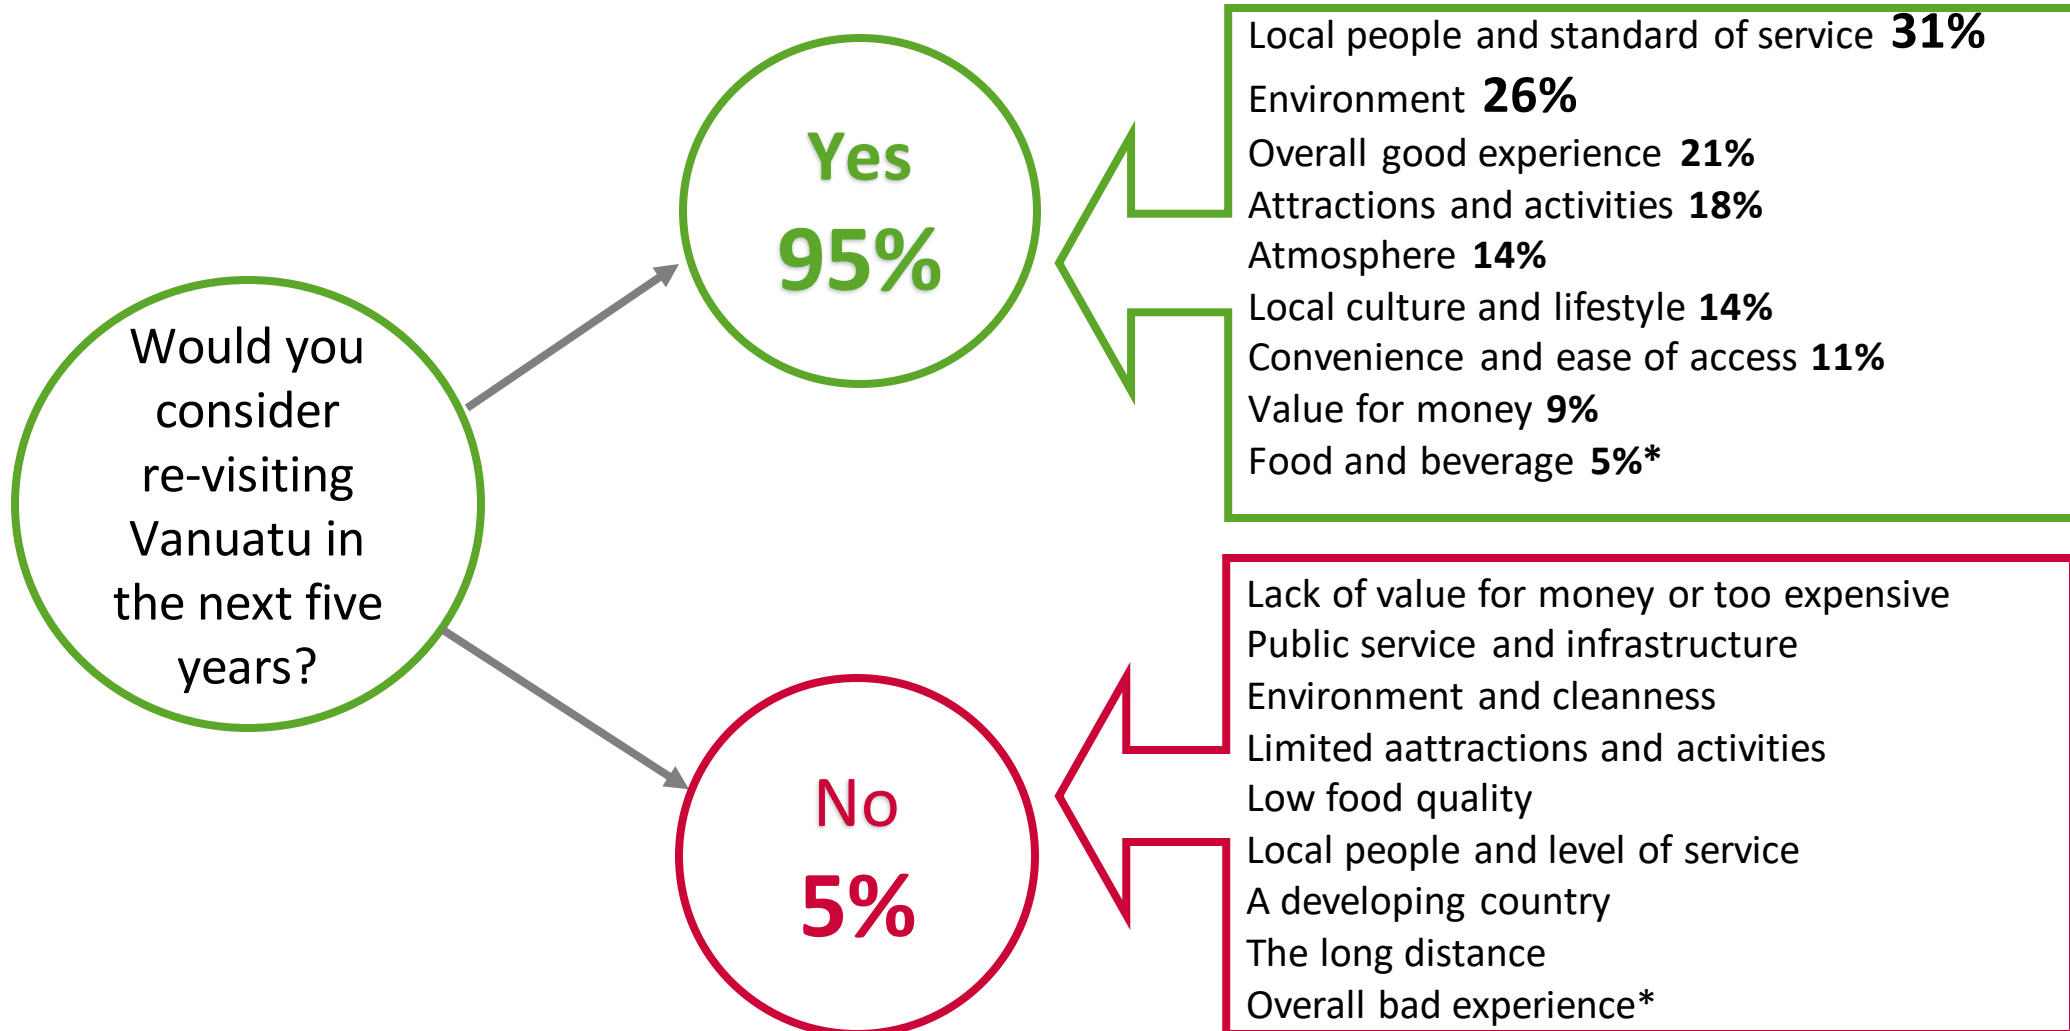 Would you
consider
re-visiting
Vanuatu in
the next five
years?
Yes
95%
Local people and standard of service 31%
Environment 26%
Overall good experience 21%
Attractions and activities 18%
Atmosphere 14%
Local culture and lifestyle 14%
Convenience and ease of access 11%
Value for money 9%
Food and beverage 5%*
No
5%
Lack of value for money or too expensive
Public service and infrastructure
Environment and cleanness
Limited aattractions and activities
Low food quality
Local people and level of service
A developing country
The long distance
Overall bad experience*